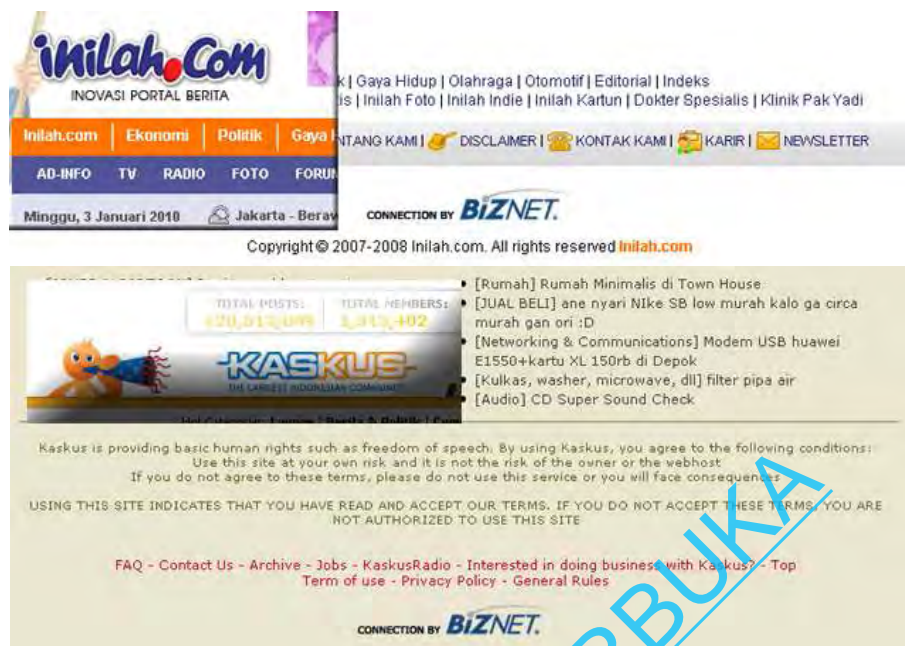 inilah.Com
INOVASI PORTAL BERITA
k | Gaya Hidup | Olahraga | Otomotif | Editorial | Indeks
is | Inilah Foto | Inilah Indie | Inilah Kartun | Dokter Spesialis | Klinik Pak Yadi
Inilah.com | Ekonomi | Politik | Gaya
NTANG KAMI | DISCLAIMER | KONTAK KAMI | KARIR | NEWSLETTER
AD-INFO TV RADIO FOTO FORUM
Minggu, 3 Januari 2010 Jakarta - Beraw
CONNECTION BY BiZNET.
Copyright © 2007-2008 Inilah.com. All rights reserved Inilah.com
• [Rumah] Rumah Minimalis di Town House
TOTAL POSTS: TOTAL MEMBERS:
• [JUAL BELI] ane nyari NIke SB low murah kalo ga circa
murah gan ori :D
KASKUS
THE LARGEST INDONESIAN COMMUNITY
• [Networking & Communications] Modem USB huawei
E1550+kartu XL 150rb di Depok
• [Kulkas, washer, microwave, dll] filter pipa air
• [Audio] CD Super Sound Check
Kaskus is providing basic human rights such as freedom of speech. By using Kaskus, you agree to the following conditions:
Use this site at your own risk and it is not the risk of the owner or the webhost
If you do not agree to these terms, please do not use this service or you will face consequences
USING THIS SITE INDICATES THAT YOU HAVE READ AND ACCEPT OUR TERMS. IF YOU DO NOT ACCEPT THESE TERMS, YOU ARE
NOT AUTHORIZED TO USE THIS SITE
FAQ - Contact Us - Archive - Jobs - KaskusRadio - Interested in doing business with Kaskus? - Top
Term of use - Privacy Policy - General Rules
CONNECTION BY BiZNET.
RBUKA